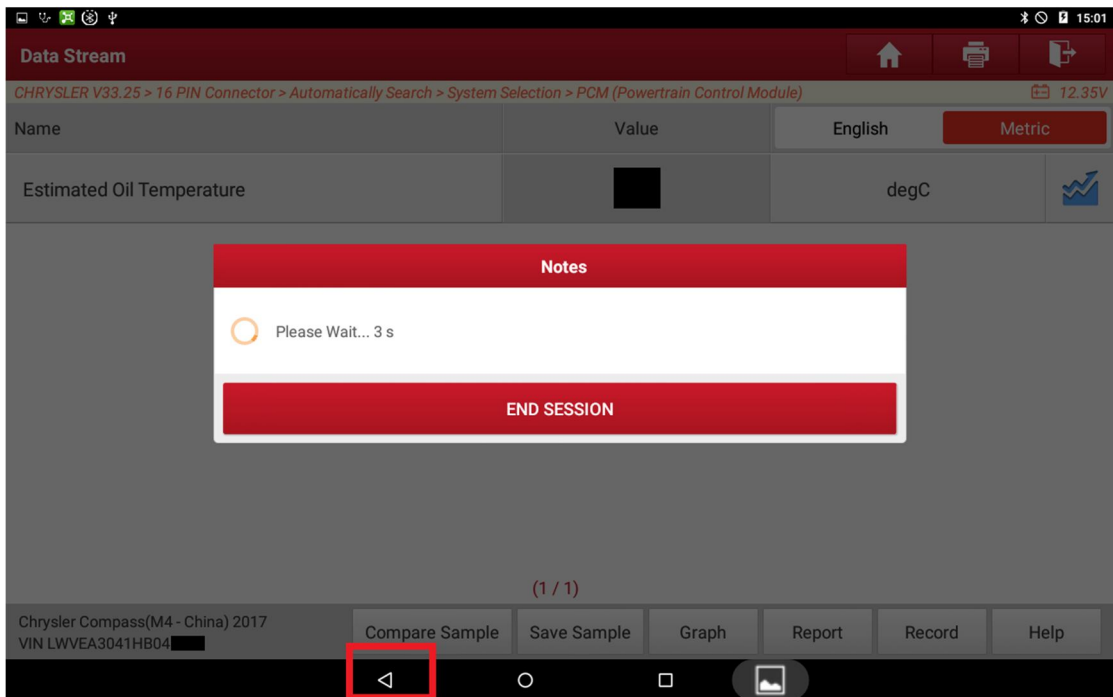 15:01
Data Stream
CHRYSLER V33.25 > 16 PIN Connector > Automatically Search > System Selection > PCM (Powertrain Control Module)
12.35V
Name
Value
English
Metric
Estimated Oil Temperature
degC
Notes
Please Wait... 3 s
END SESSION
(1 / 1)
Chrysler Compass(M4 - China) 2017
VIN LWVEA3041HB04
Compare Sample
Save Sample
Graph
Report
Record
Help